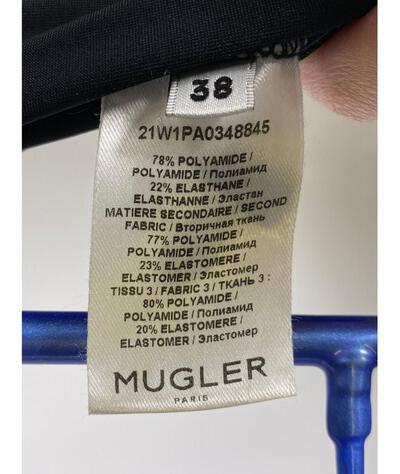 38
21W1PA0348845
78% POLYAMIDE /
POLYAMIDE / Полиамид
22% ELASTHANE /
ELASTHANNE / Эластан
MATIERE SECONDAIRE / SECOND
FABRIC / Вторичная ткань
77% POLYAMIDE /
POLYAMIDE / Полиамид
23% ELASTOMERE /
ELASTOMER / Эластомер
TISSU 3 / FABRIC 3 / ТКАНЬ 3 :
80% POLYAMIDE /
POLYAMIDE / Полиамид
20% ELASTOMERE /
ELASTOMER / Эластомер
MUGLER
PARIS